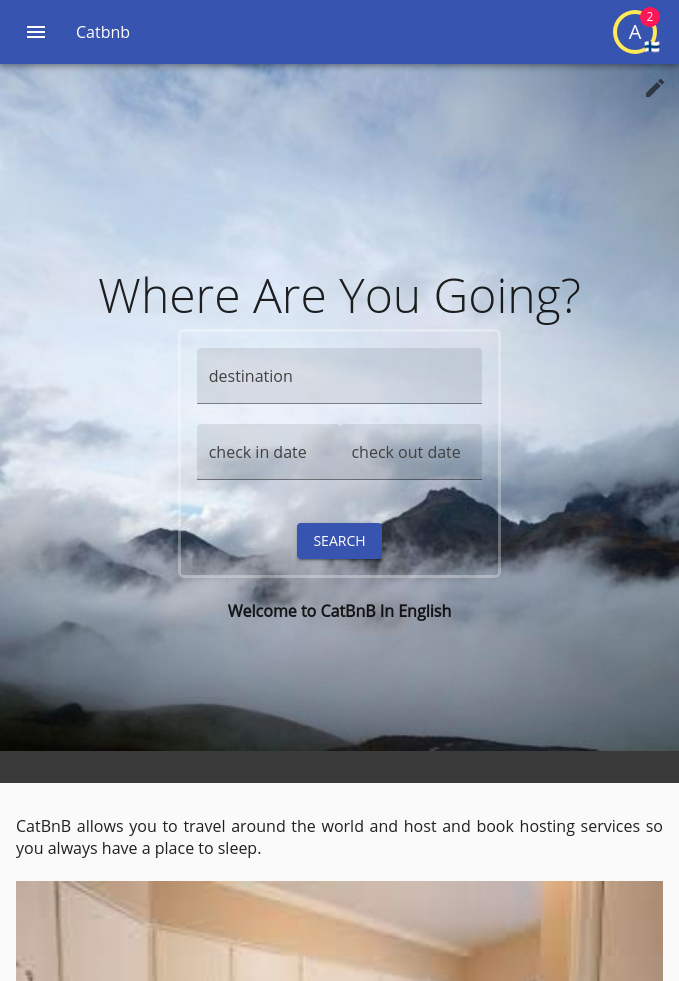 Catbnb
A
2
Where Are You Going?
destination
check in date
check out date
SEARCH
Welcome to CatBnB In English
CatBnB allows you to travel around the world and host and book hosting services so
you always have a place to sleep.